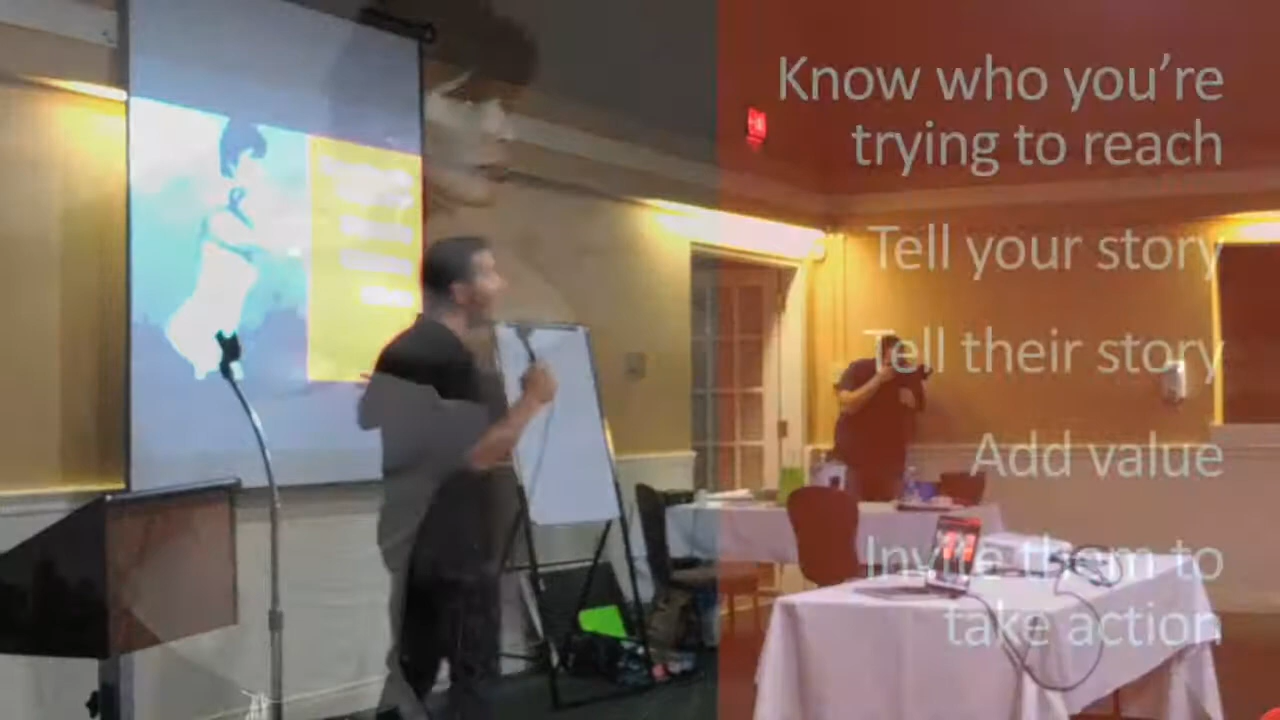 Know who you’re
trying to reach
Tell your story
Tell their story
Add value
Invite them to
take action